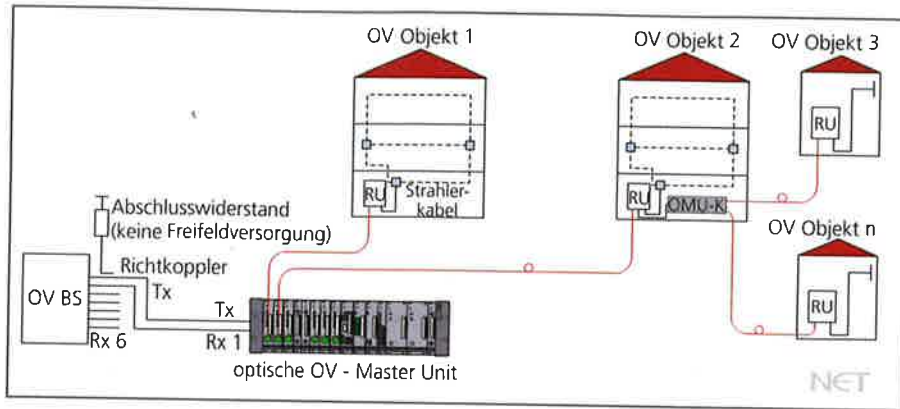 OV Objekt 1
OV Objekt 2
OV Objekt 3
RU
Strahler-
kabel
RU
OMU-K
RU
OV Objekt n
RU
Abschlusswiderstand
(keine Freifeldversorgung)
Richtkoppler
OV BS
Tx
Tx
Rx 6
Rx 1
optische OV - Master Unit
NET